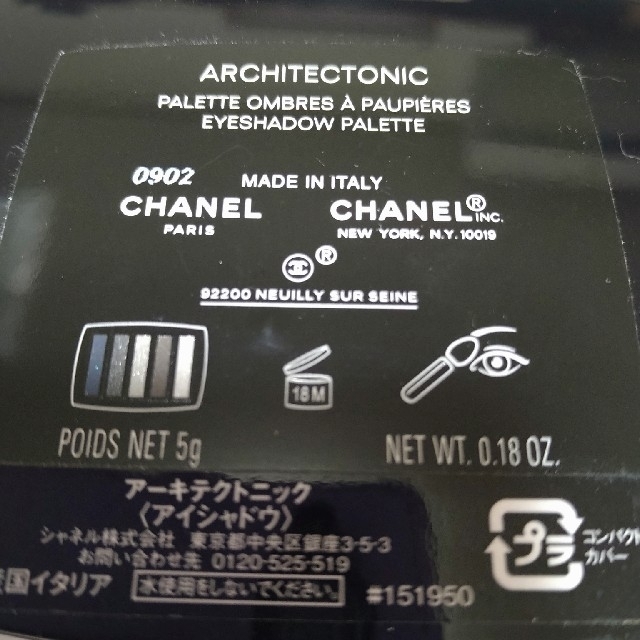 ARCHITECTONIC
PALETTE OMBRES À PAUPIÈRES
EYESHADOW PALETTE
0902 MADE IN ITALY
CHANEL CHANEL® INC.
PARIS NEW YORK, N.Y. 10019
®
92200 NEUILLY SUR SEINE
18M
POIDS NET 5g NET WT. 0.18 OZ.
アーキテクトニック
〈アイシャドウ〉
シャネル株式会社 東京都中央区銀座3-5-3
お問い合わせ先 0120-525-519
国イタリア 水使用をしないでください。 #151950
プラ コンパクト
カバー